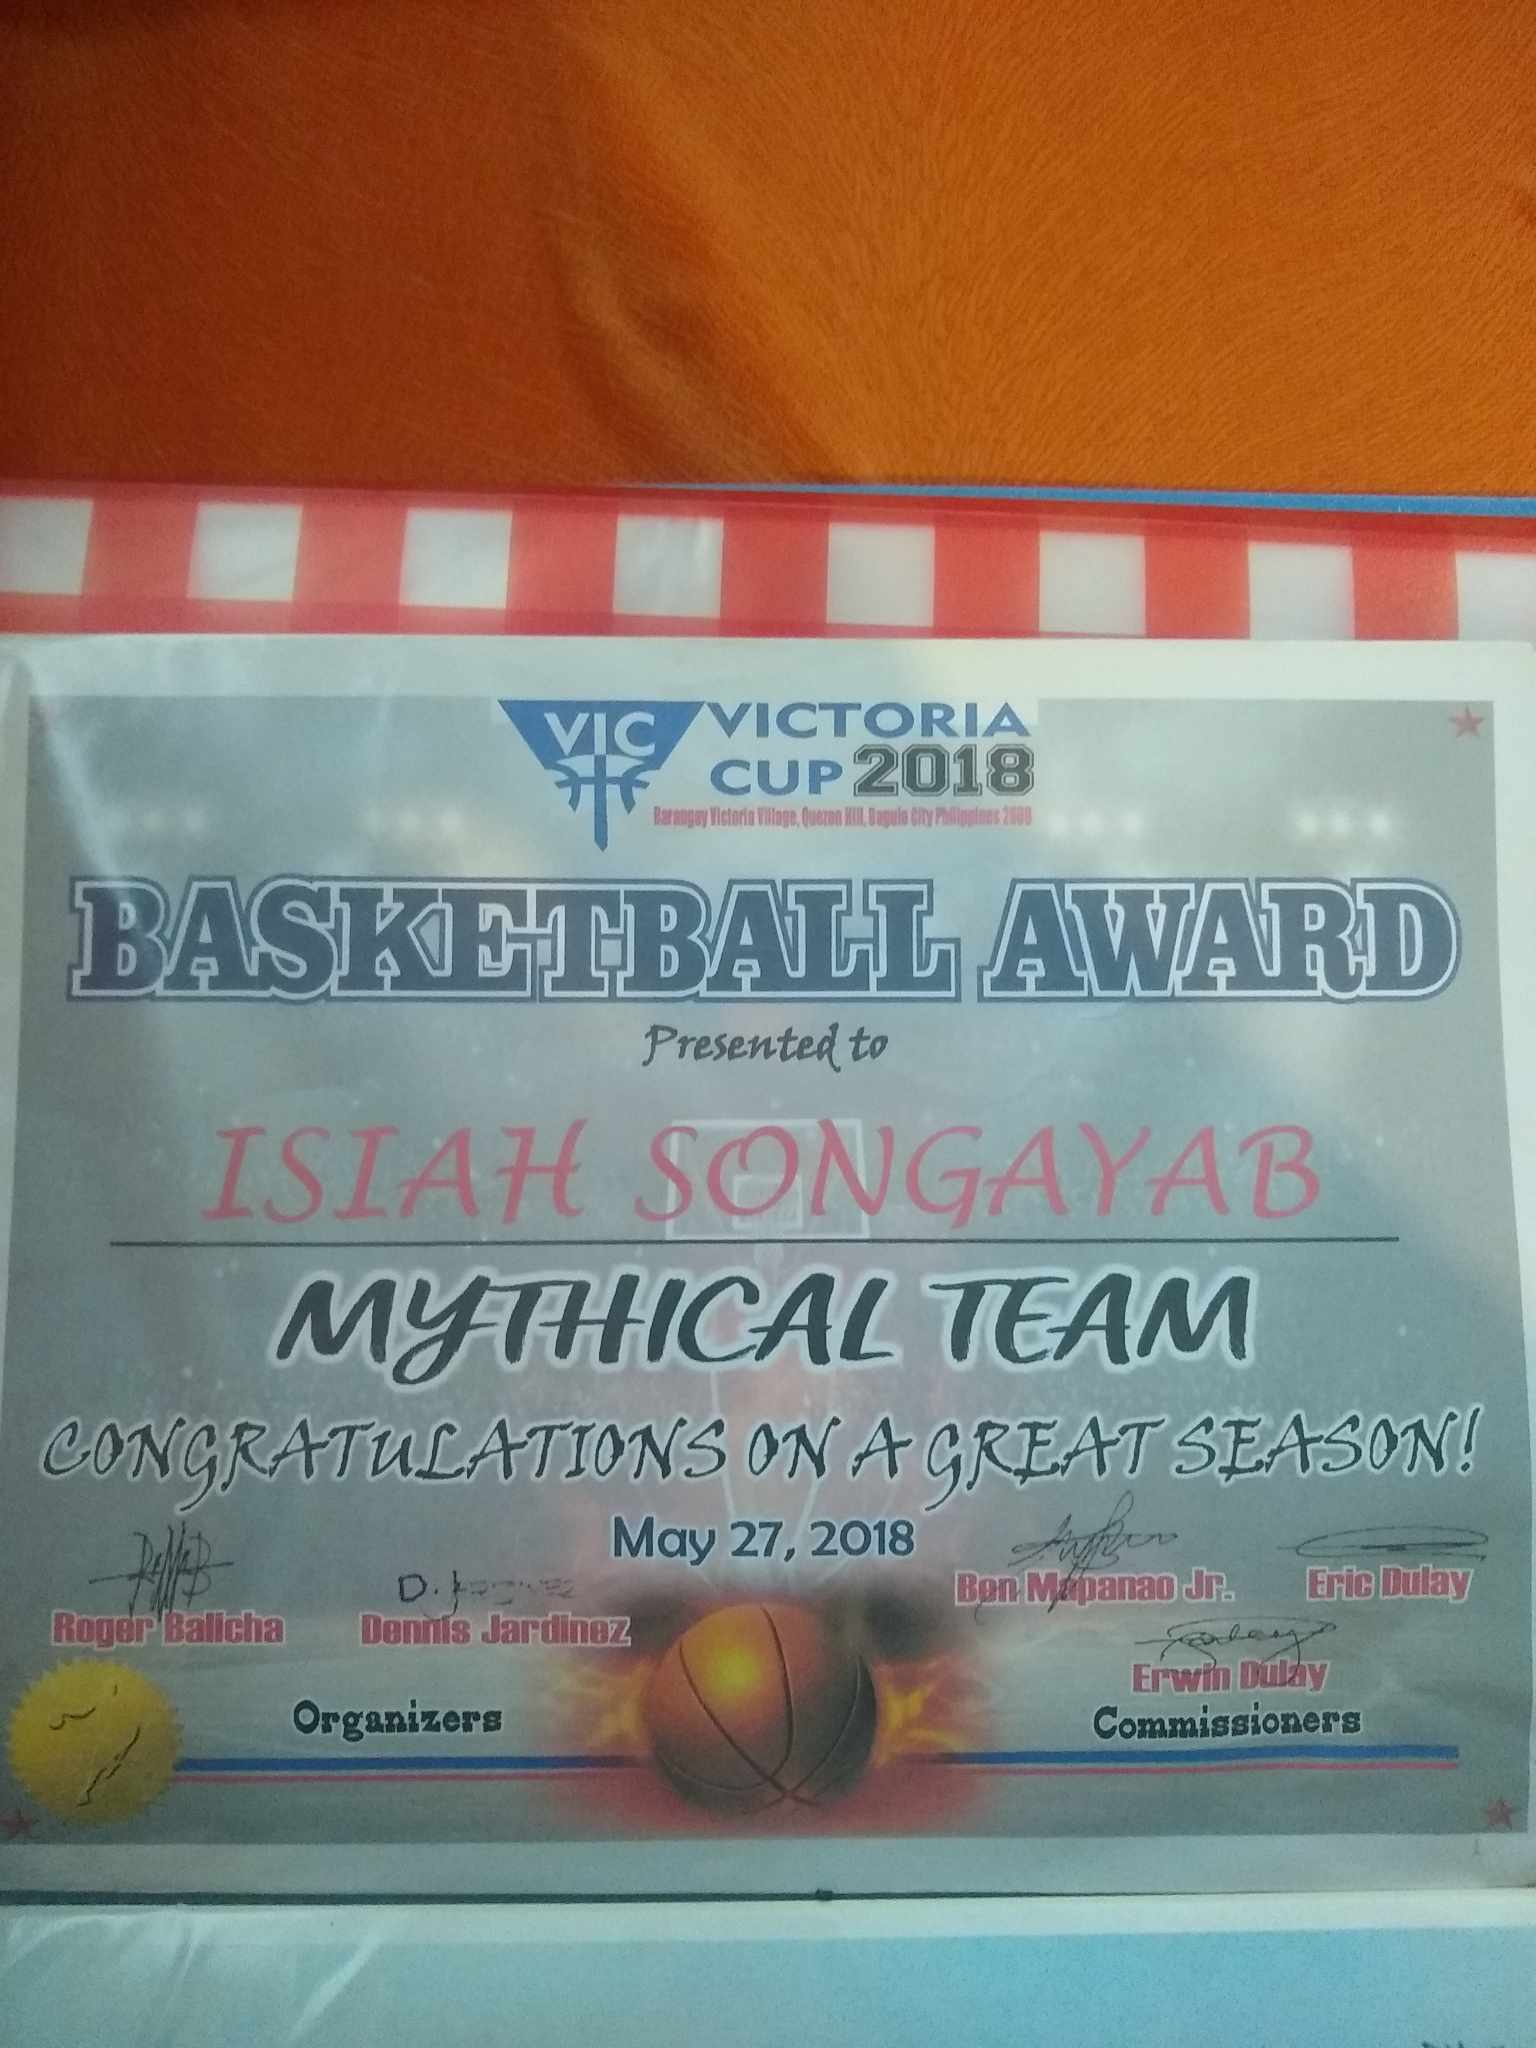 VIC VICTORIA
CUP 2018
Barangay Victoria Village, Quezon Hill, Baguio City Philippines 2600
BASKETBALL AWARD
Presented to
ISIAH SONGAYAB
MYTHICAL TEAM
CONGRATULATIONS ON A GREAT SEASON!
May 27, 2018
Roger Balicha
Dennis Jardinez
Organizers
Ben Mapanao Jr.
Eric Dulay
Erwin Dulay
Commissioners